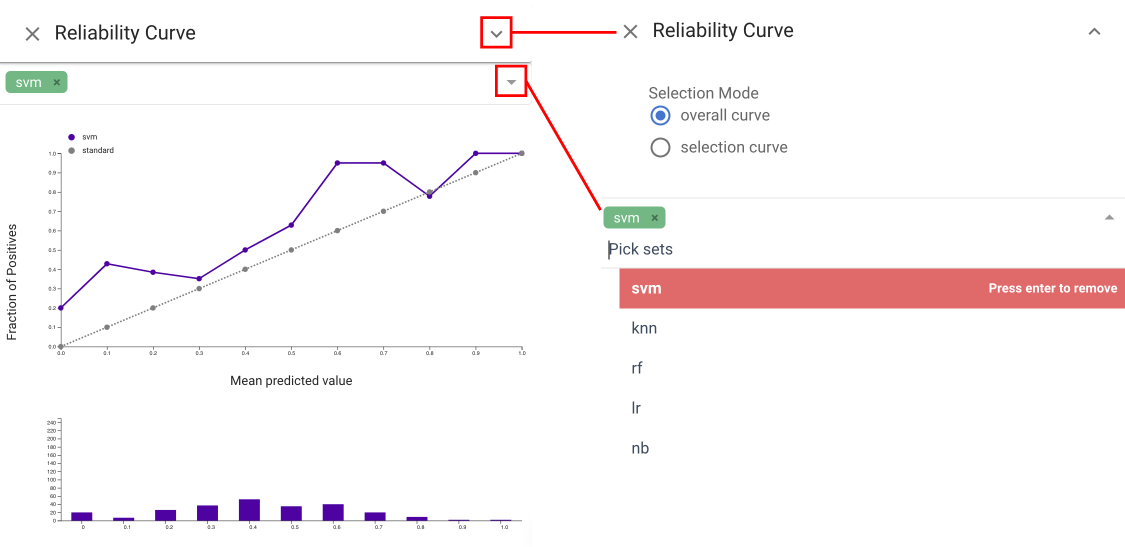 Reliability Curve
svm ×
svm
standard
1.0
0.9
0.8
0.7
0.6
0.5
0.4
0.3
0.2
0.1
0.0
0.0 0.1 0.2 0.3 0.4 0.5 0.6 0.7 0.8 0.9 1.0
Fraction of Positives
Mean predicted value
240
220
200
180
160
140
120
100
80
60
40
20
0
0 0.1 0.2 0.3 0.4 0.5 0.6 0.7 0.8 0.9 1.0
Reliability Curve
Selection Mode
overall curve
selection curve
svm ×
Pick sets
svm Press enter to remove
knn
rf
lr
nb